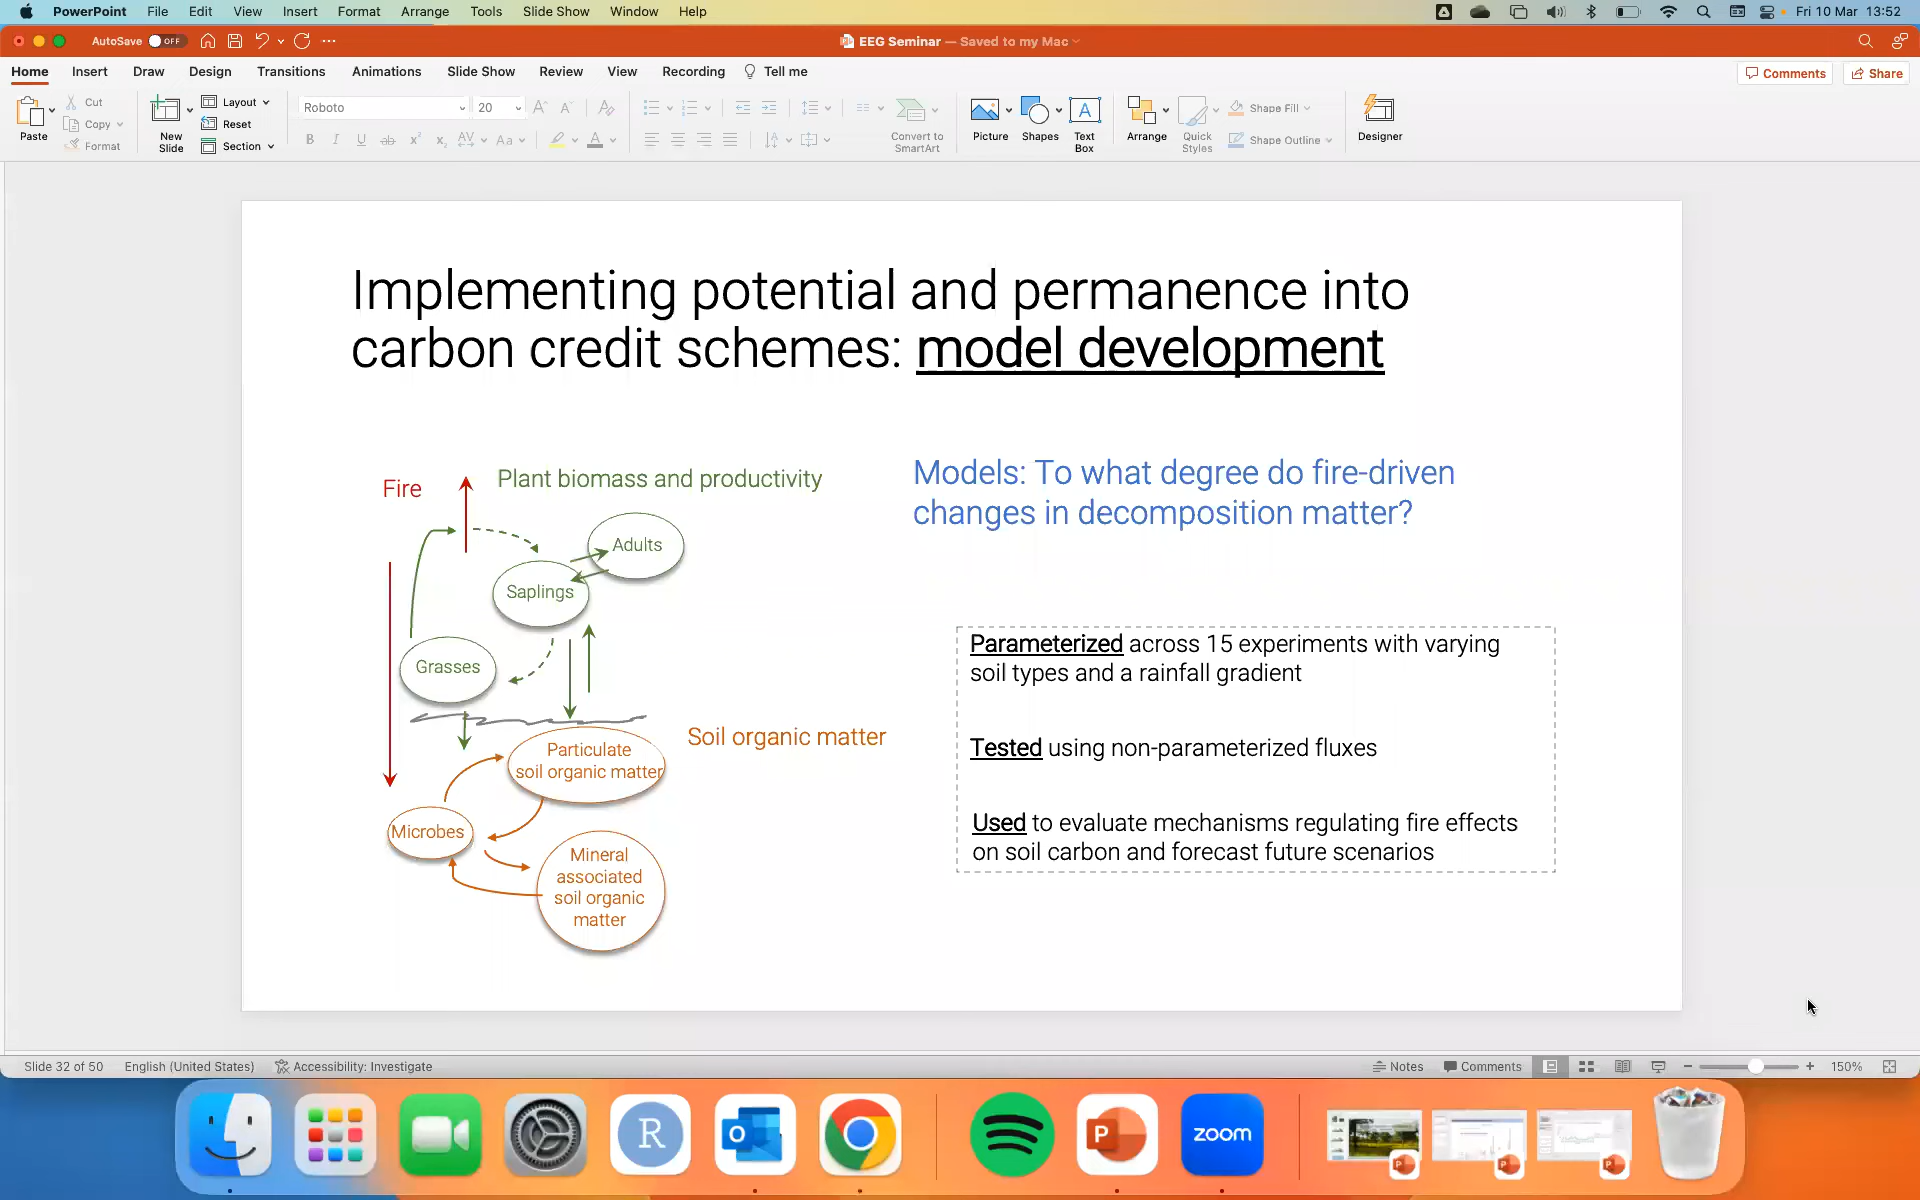 PowerPoint File Edit View Insert Format Arrange Tools Slide Show Window Help Fri 10 Mar 13:52
AutoSave OFF EEG Seminar — Saved to my Mac
Home Insert Draw Design Transitions Animations Slide Show Review View Recording Tell me Comments Share
Paste Cut Copy Format
New Slide Layout Reset Section
Roboto 20
Convert to SmartArt
Picture Shapes Text Box Arrange Quick Styles Shape Fill Shape Outline Designer
Implementing potential and permanence into
carbon credit schemes: model development
Fire
Plant biomass and productivity
Adults
Saplings
Grasses
Soil organic matter
Particulate
soil organic matter
Microbes
Mineral
associated
soil organic
matter
Models: To what degree do fire-driven
changes in decomposition matter?
Parameterized across 15 experiments with varying
soil types and a rainfall gradient
Tested using non-parameterized fluxes
Used to evaluate mechanisms regulating fire effects
on soil carbon and forecast future scenarios
Slide 32 of 50 English (United States) Accessibility: Investigate Notes Comments 150%
zoom